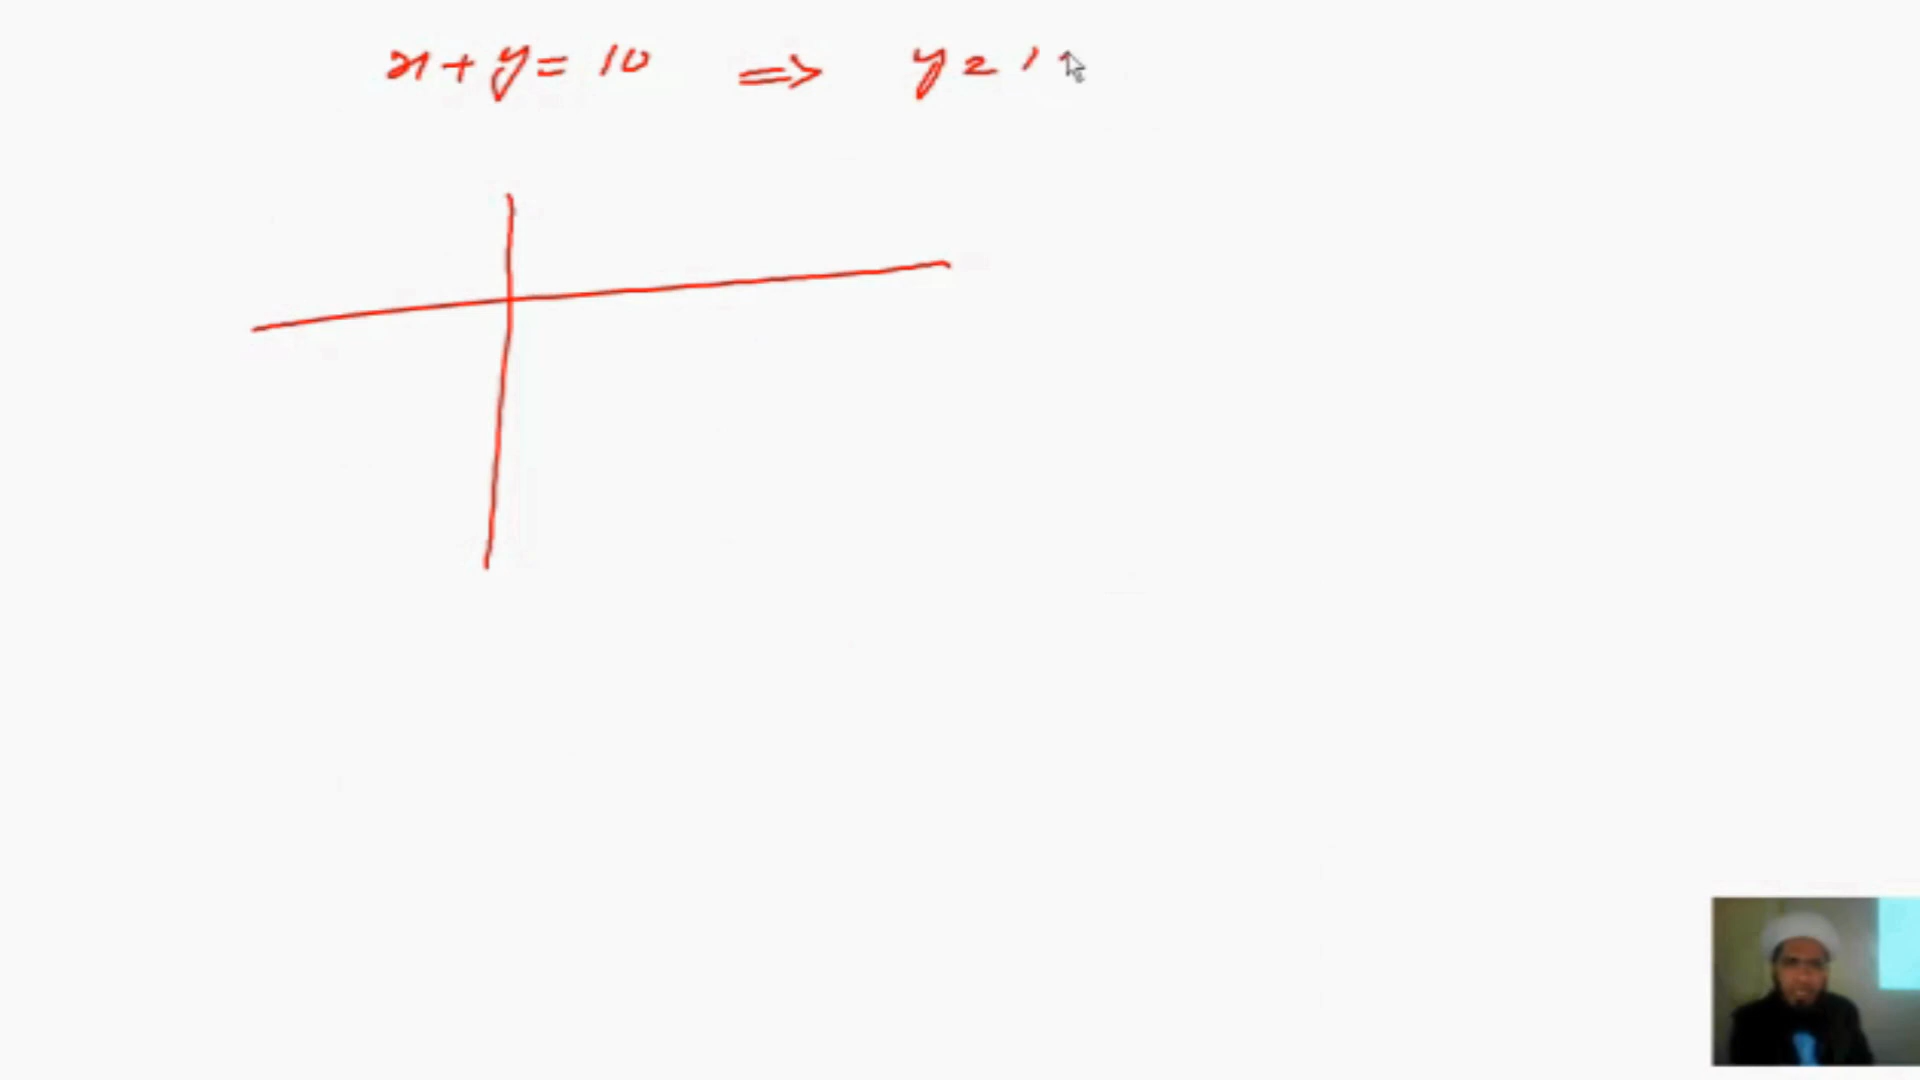 x + y = 10 ⇒ y = 1